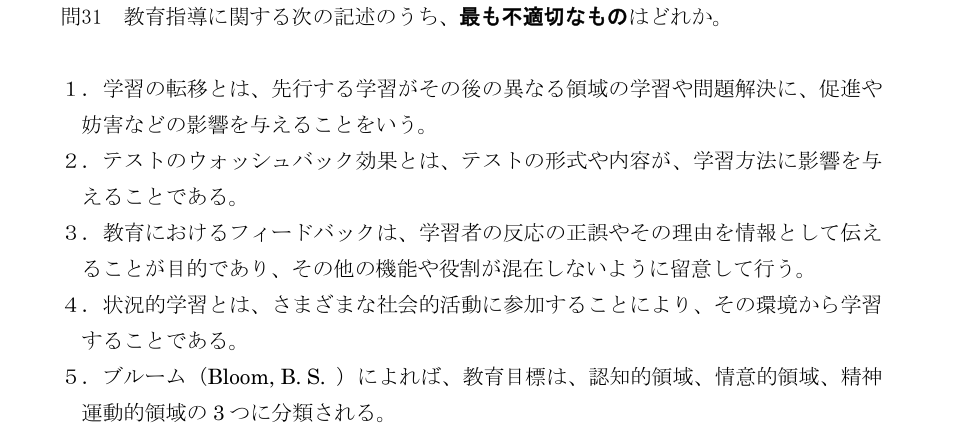 問31　教育指導に関する次の記述のうち、最も不適切なものはどれか。
１．学習の転移とは、先行する学習がその後の異なる領域の学習や問題解決に、促進や
妨害などの影響を与えることをいう。
２．テストのウォッシュバック効果とは、テストの形式や内容が、学習方法に影響を与
えることである。
３．教育におけるフィードバックは、学習者の反応の正誤やその理由を情報として伝え
ることが目的であり、その他の機能や役割が混在しないように留意して行う。
４．状況的学習とは、さまざまな社会的活動に参加することにより、その環境から学習
することである。
５．ブルーム（Bloom, B. S. ）によれば、教育目標は、認知的領域、情意的領域、精神
運動的領域の３つに分類される。